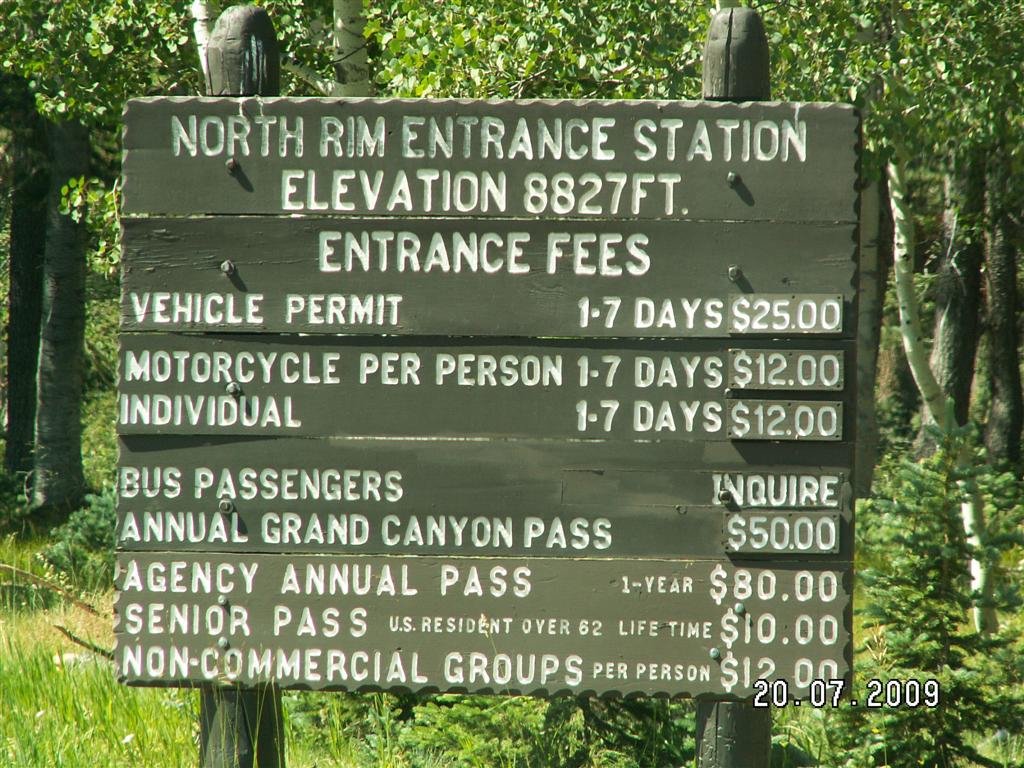 NORTH RIM ENTRANCE STATION
ELEVATION 8827FT.
ENTRANCE FEES
VEHICLE PERMIT 1-7 DAYS $25.00
MOTORCYCLE PER PERSON 1-7 DAYS $12.00
INDIVIDUAL 1-7 DAYS $12.00
BUS PASSENGERS INQUIRE
ANNUAL GRAND CANYON PASS $50.00
AGENCY ANNUAL PASS 1-YEAR $80.00
SENIOR PASS U.S. RESIDENT OVER 62 LIFE TIME $10.00
NON-COMMERCIAL GROUPS PER PERSON $12.00
20.07.2009